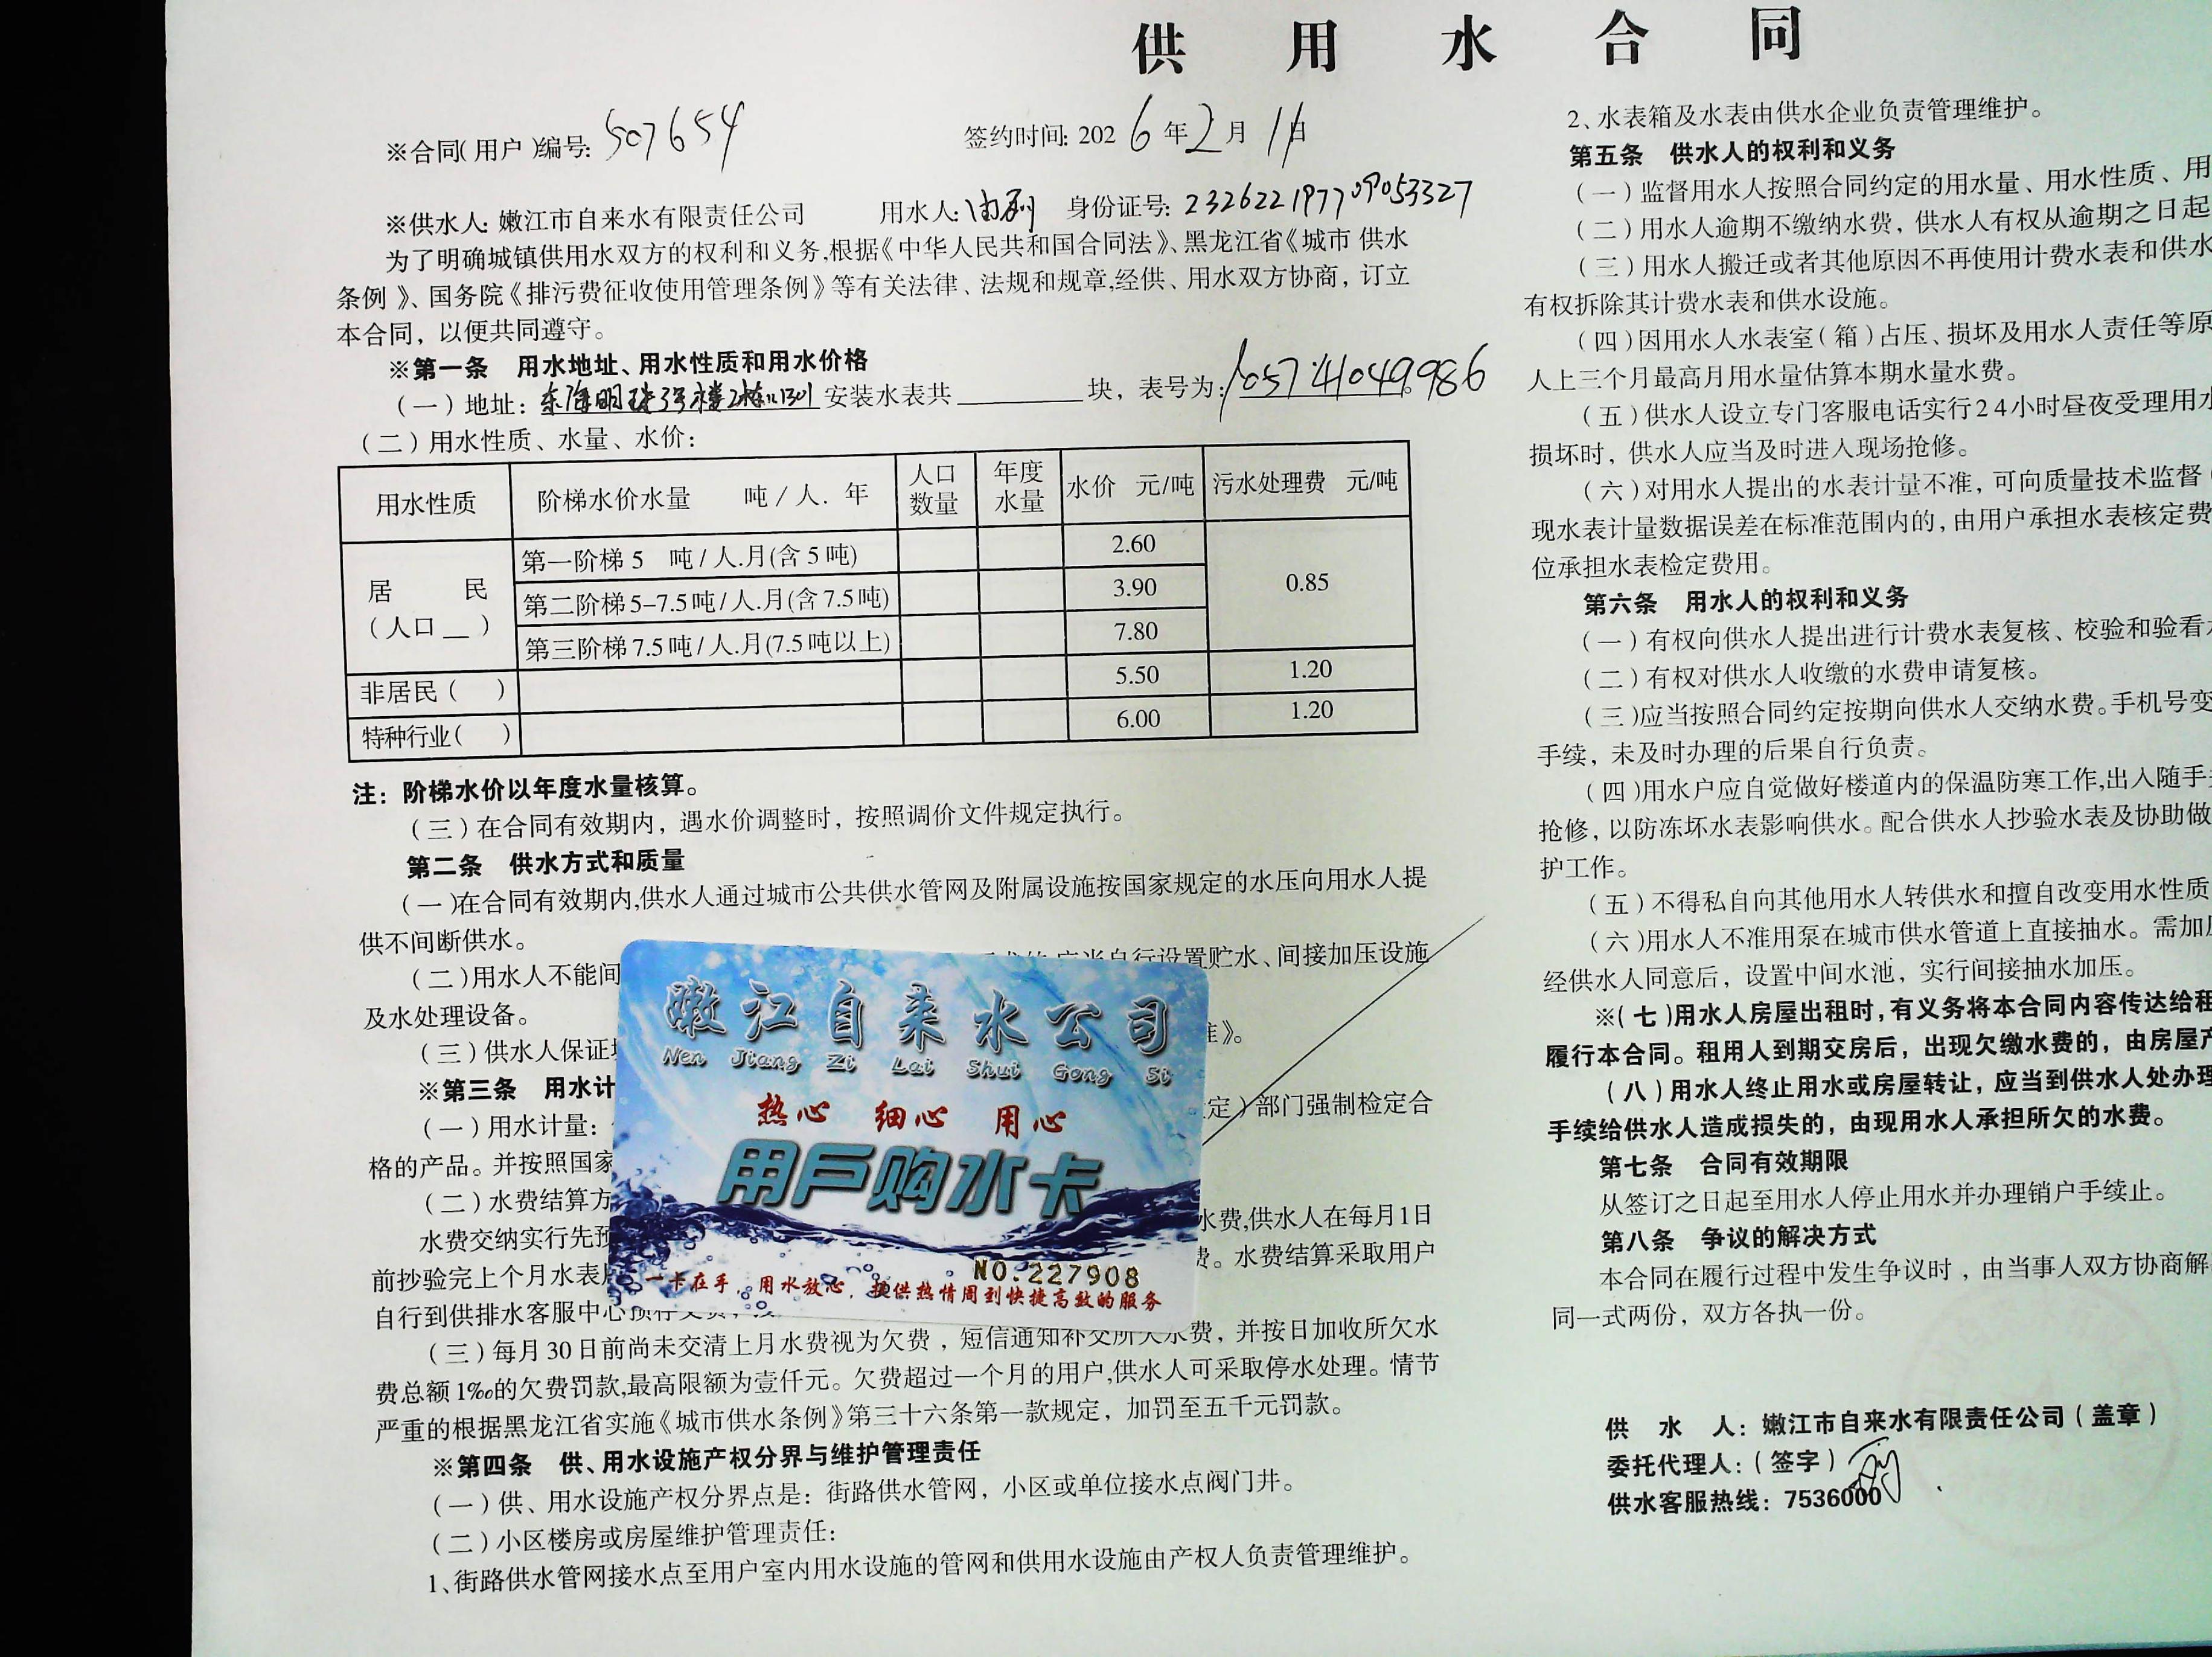 供用水合同
※合同(用户)编号: 507654 签约时间: 2026年2月11日
※供水人: 嫩江市自来水有限责任公司 用水人: 身份证号: 232622197709053327
为了明确城镇供用水双方的权利和义务,根据《中华人民共和国合同法》、黑龙江省《城市供水
条例》、国务院《排污费征收使用管理条例》等有关法律、法规和规章,经供、用水双方协商，订立
本合同，以便共同遵守。
※第一条 用水地址、用水性质和用水价格
(一)地址: 东海明珠3号楼2栋 安装水表共______块，表号为:
(二)用水性质、水量、水价:
用水性质 阶梯水价水量 吨/人.年 人口数量 年度水量 水价 元/吨 污水处理费 元/吨
居民(人口__) 第一阶梯5 吨/人.月(含5吨) 2.60 0.85
第二阶梯5-7.5吨/人.月(含7.5吨) 3.90
第三阶梯7.5吨/人.月(7.5吨以上) 7.80
非居民( ) 5.50 1.20
特种行业( ) 6.00 1.20
注: 阶梯水价以年度水量核算。
(三)在合同有效期内，遇水价调整时，按照调价文件规定执行。
第二条 供水方式和质量
(一)在合同有效期内,供水人通过城市公共供水管网及附属设施按国家规定的水压向用水人提
供不间断供水。
(二)用水人不能间 应当自行设置贮水、间接加压设施
及水处理设备。
(三)供水人保证 准》。
※第三条 用水计
(一)用水计量: 定)部门强制检定合
格的产品。并按照国家
(二)水费结算方
水费交纳实行先预 水费,供水人在每月1日
前抄验完上个月水表 费。水费结算采取用户
自行到供排水客服中心预存交费，
(三)每月30日前尚未交清上月水费视为欠费，短信通知补交所欠水费，并按日加收所欠水
费总额1‰的欠费罚款,最高限额为壹仟元。欠费超过一个月的用户,供水人可采取停水处理。情节
严重的根据黑龙江省实施《城市供水条例》第三十六条第一款规定，加罚至五千元罚款。
※第四条 供、用水设施产权分界与维护管理责任
(一)供、用水设施产权分界点是: 街路供水管网，小区或单位接水点阀门井。
(二)小区楼房或房屋维护管理责任:
1、街路供水管网接水点至用户室内用水设施的管网和供用水设施由产权人负责管理维护。
嫩江自来水公司
Nen Jiang Zi Lai Shui Gong Si
热心 细心 用心
用户购水卡
NO.227908
一卡在手，用水放心，提供热情周到快捷高效的服务
2、水表箱及水表由供水企业负责管理维护。
第五条 供水人的权利和义务
(一)监督用水人按照合同约定的用水量、用水性质、用
(二)用水人逾期不缴纳水费，供水人有权从逾期之日起
(三)用水人搬迁或者其他原因不再使用计费水表和供水
有权拆除其计费水表和供水设施。
(四)因用水人水表室(箱)占压、损坏及用水人责任等原
人上三个月最高月用水量估算本期水量水费。
(五)供水人设立专门客服电话实行24小时昼夜受理用水
损坏时，供水人应当及时进入现场抢修。
(六)对用水人提出的水表计量不准，可向质量技术监督(
现水表计量数据误差在标准范围内的,由用户承担水表核定费
位承担水表检定费用。
第六条 用水人的权利和义务
(一)有权向供水人提出进行计费水表复核、校验和验看
(二)有权对供水人收缴的水费申请复核。
(三)应当按照合同约定按期向供水人交纳水费。手机号变
手续，未及时办理的后果自行负责。
(四)用水户应自觉做好楼道内的保温防寒工作,出入随手
抢修，以防冻坏水表影响供水。配合供水人抄验水表及协助做
护工作。
(五)不得私自向其他用水人转供水和擅自改变用水性质
(六)用水人不准用泵在城市供水管道上直接抽水。需加
经供水人同意后，设置中间水池，实行间接抽水加压。
※(七)用水人房屋出租时,有义务将本合同内容传达给租
履行本合同。租用人到期交房后，出现欠缴水费的，由房屋产
(八)用水人终止用水或房屋转让，应当到供水人处办理
手续给供水人造成损失的，由现用水人承担所欠的水费。
第七条 合同有效期限
从签订之日起至用水人停止用水并办理销户手续止。
第八条 争议的解决方式
本合同在履行过程中发生争议时，由当事人双方协商解
同一式两份，双方各执一份。
供水人: 嫩江市自来水有限责任公司(盖章)
委托代理人: (签字)
供水客服热线: 7536000